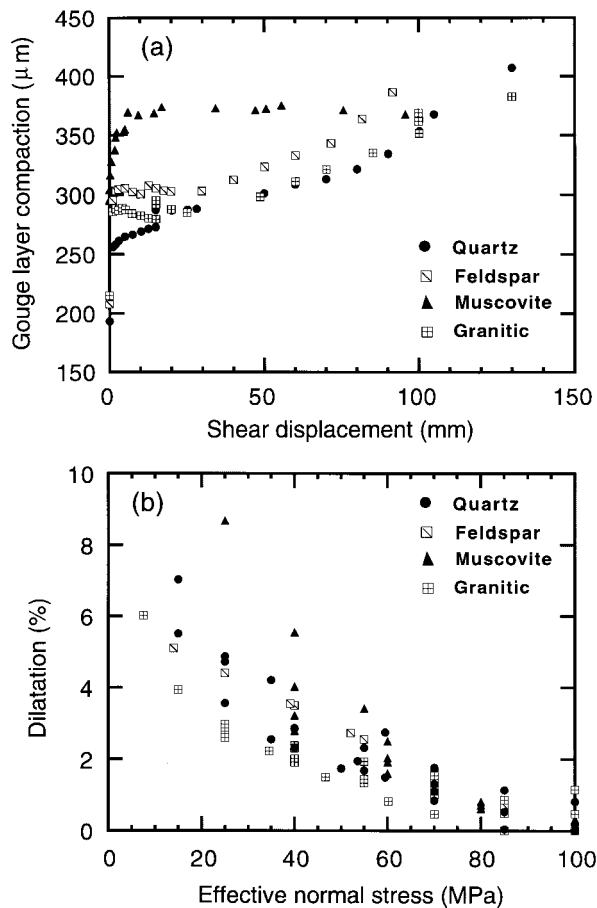 450
(a)
400
350
300
250
200
150
Gouge layer compaction (μm)
Quartz
Feldspar
Muscovite
Granitic
0
50
100
150
Shear displacement (mm)
10
(b)
8
6
4
2
0
Dilatation (%)
Quartz
Feldspar
Muscovite
Granitic
0
20
40
60
80
100
Effective normal stress (MPa)